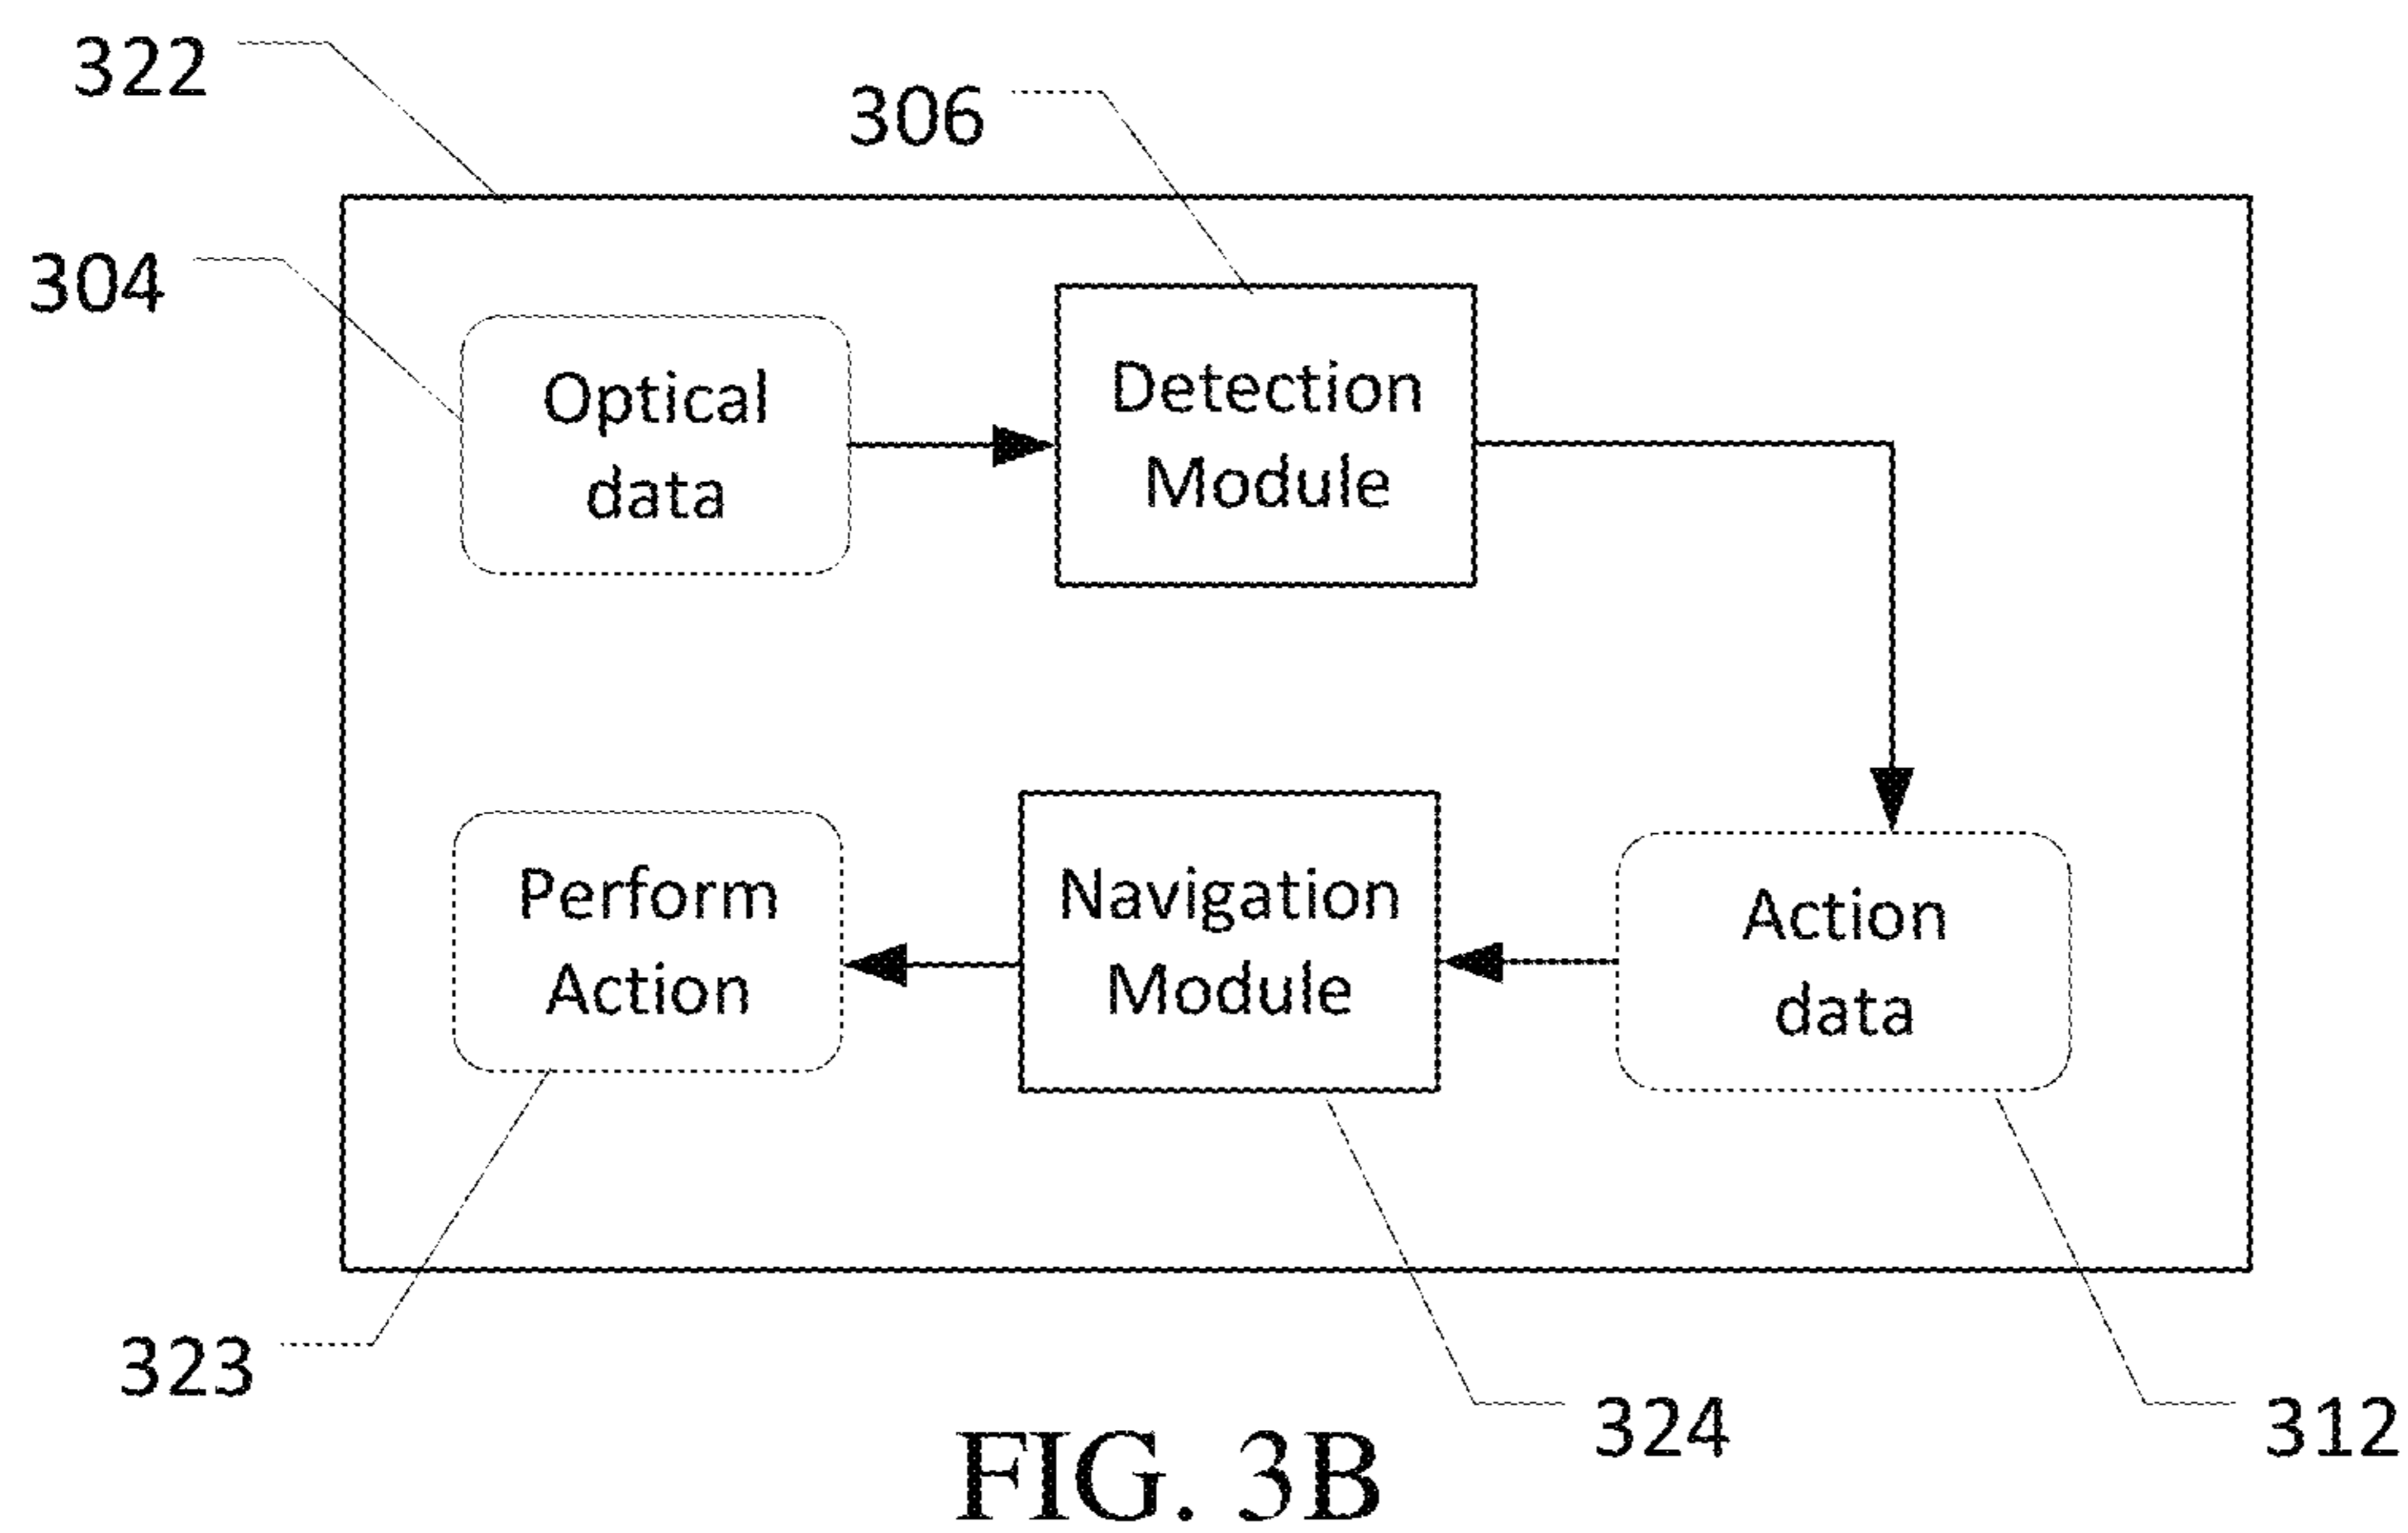 322
306
304
Optical
data
Detection
Module
Perform
Action
Navigation
Module
Action
data
323
324
312
FIG. 3B